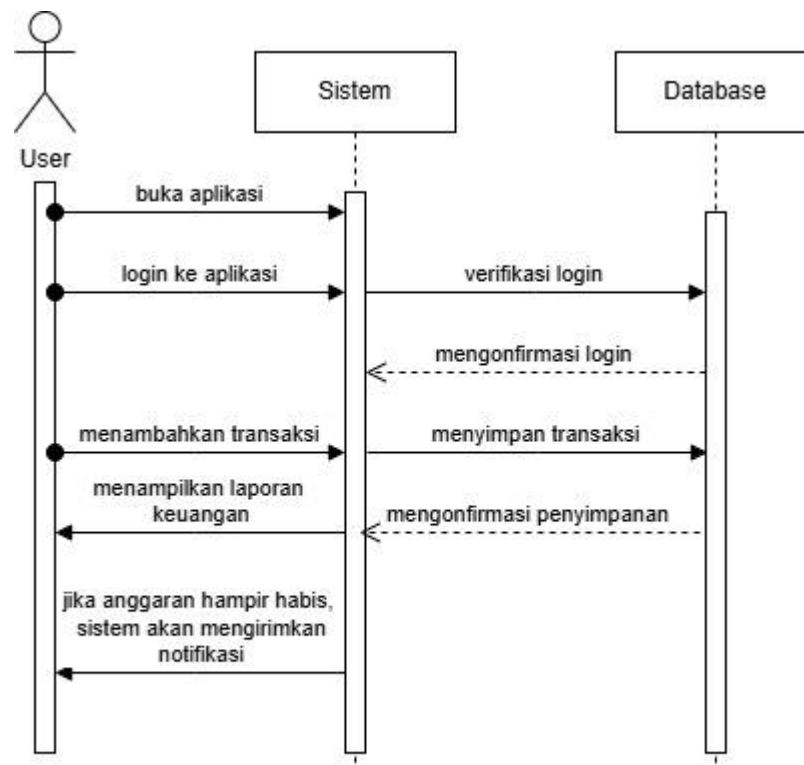 Sistem
Database
User
buka aplikasi
login ke aplikasi
verifikasi login
mengonfirmasi login
menambahkan transaksi
menyimpan transaksi
menampilkan laporan
keuangan
mengonfirmasi penyimpanan
jika anggaran hampir habis,
sistem akan mengirimkan
notifikasi